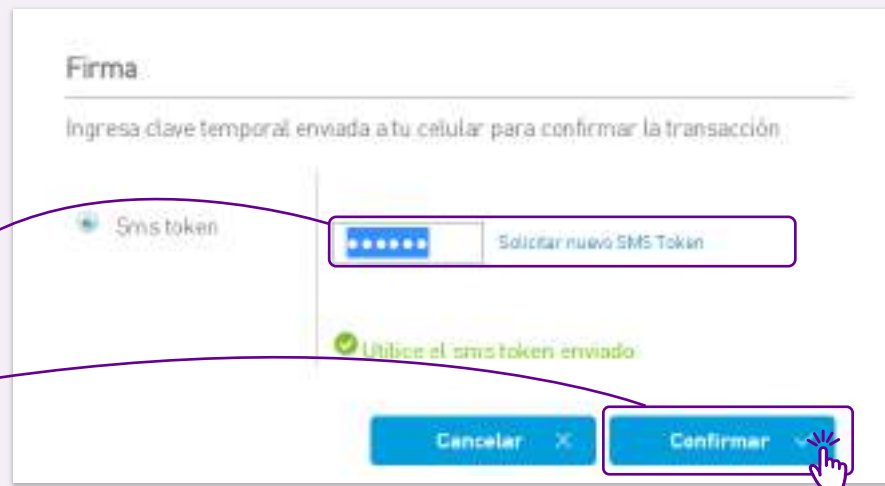 Firma
Ingresa clave temporal enviada a tu celular para confirmar la transacción
Sms token
•••••• Solicitar nuevo SMS Token
Utilice el sms token enviado
Cancelar X Confirmar